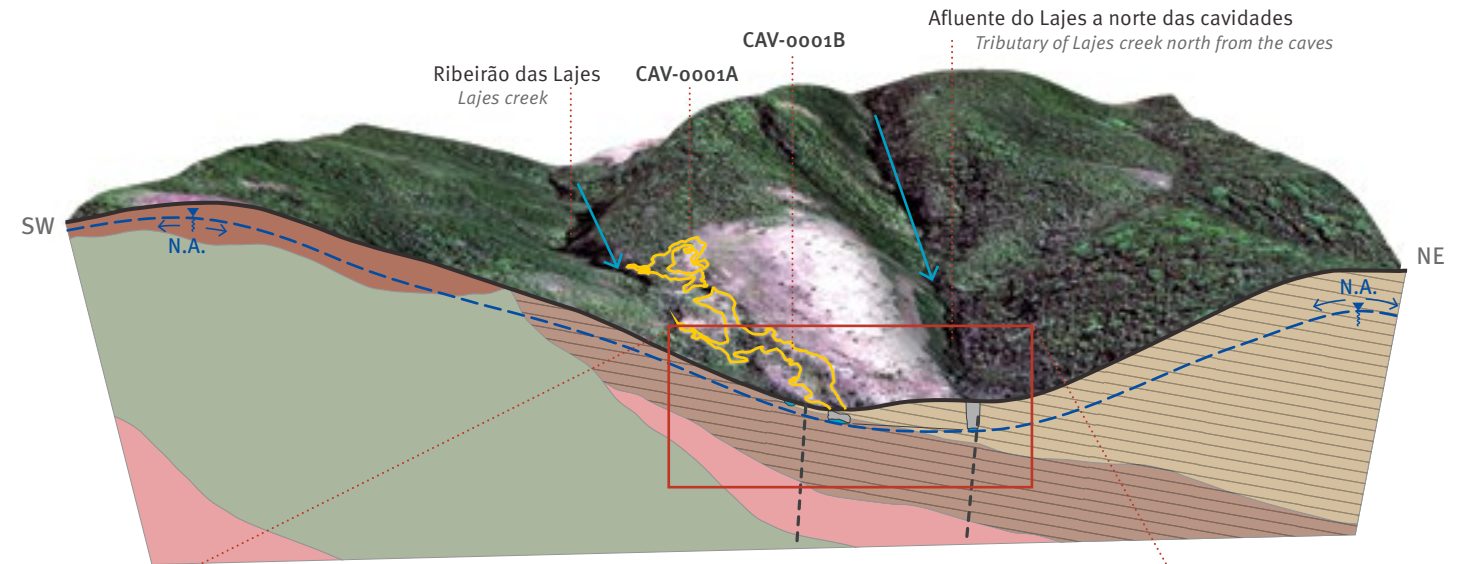 Afluente do Lajes a norte das cavidades
Tributary of Lajes creek north from the caves
CAV-0001B
Ribeirão das Lajes
Lajes creek
CAV-0001A
SW
N.A.
NE
N.A.